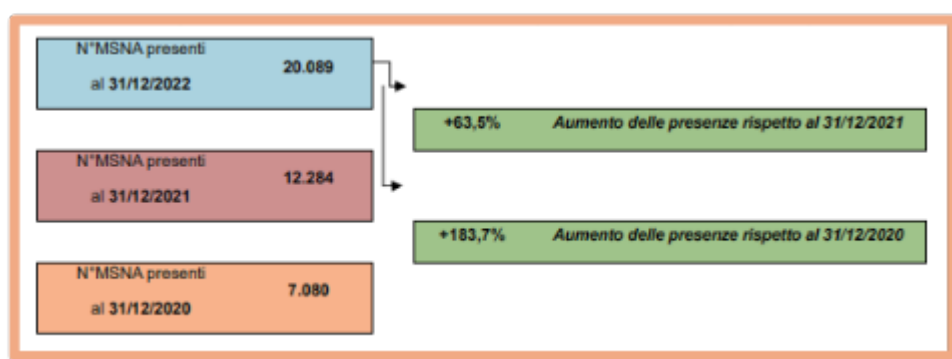 N°MSNA presenti
al 31/12/2022
20.089
+63,5% Aumento delle presenze rispetto al 31/12/2021
N°MSNA presenti
al 31/12/2021
12.284
+183,7% Aumento delle presenze rispetto al 31/12/2020
N°MSNA presenti
al 31/12/2020
7.080